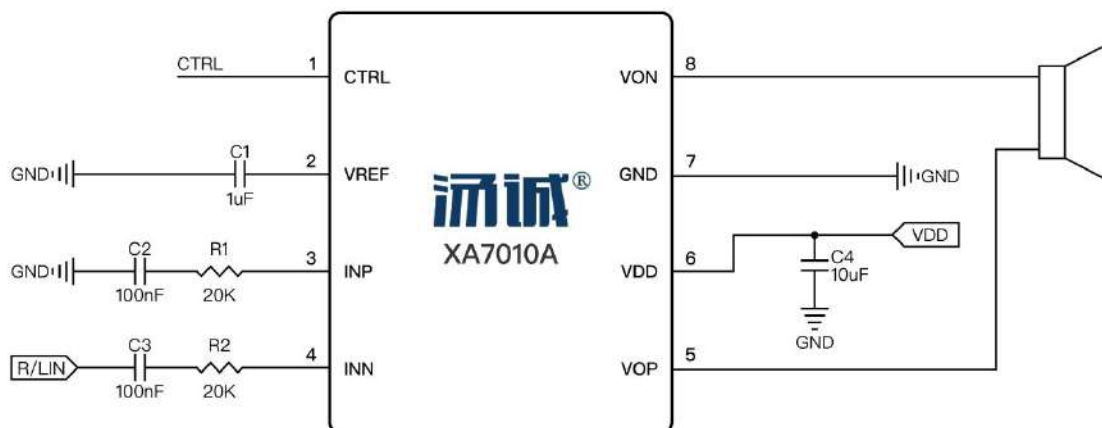 CTRL
1
CTRL
VON
8
GND
C1
1uF
2
VREF
GND
7
GND
汤诚®
XA7010A
GND
C2
100nF
R1
20K
3
INP
VDD
6
VDD
C4
10uF
GND
R/LIN
C3
100nF
R2
20K
4
INN
VOP
5